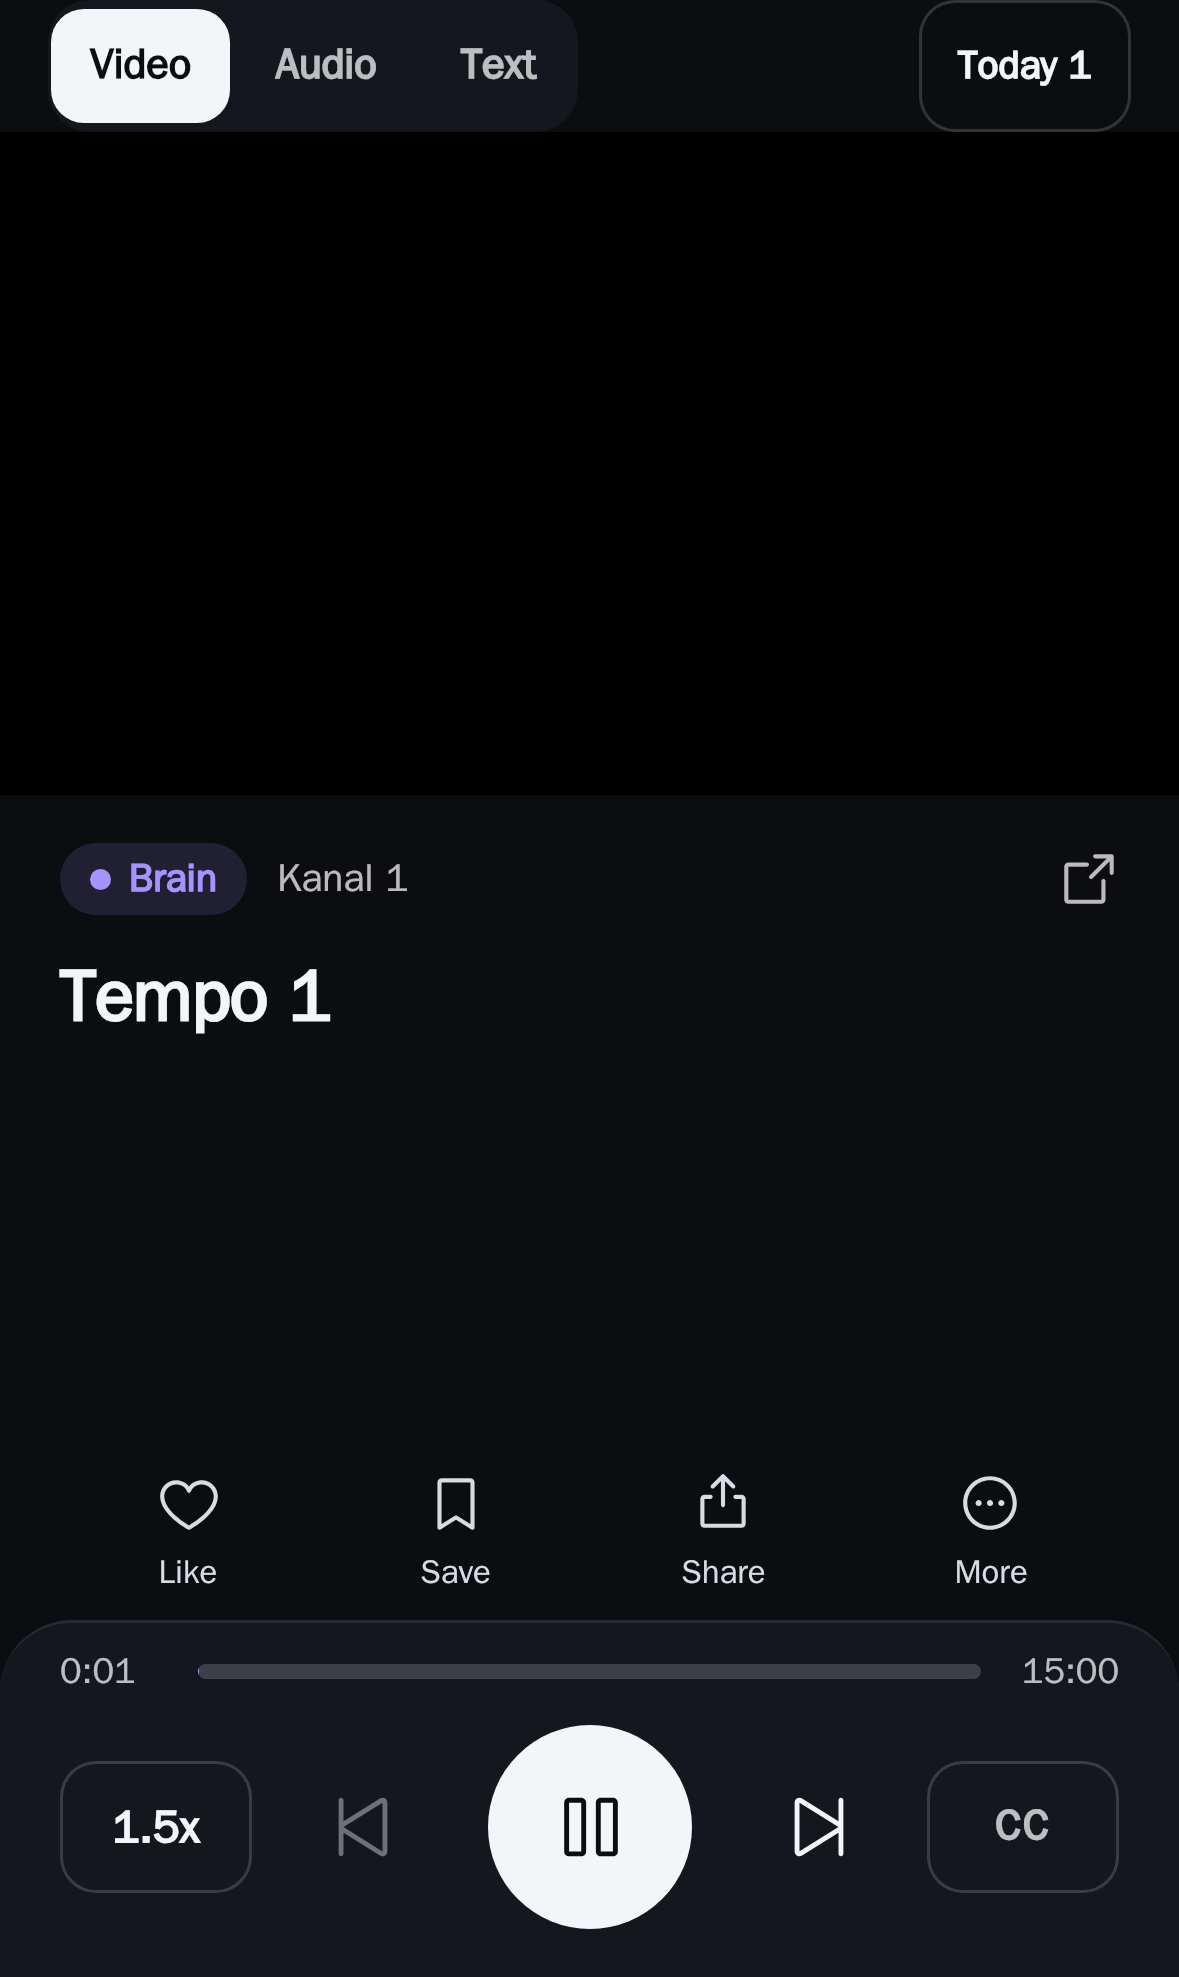 Video Audio Text Today 1
Brain Kanal 1
Tempo 1
Like Save Share More
0:01 15:00
1.5x CC